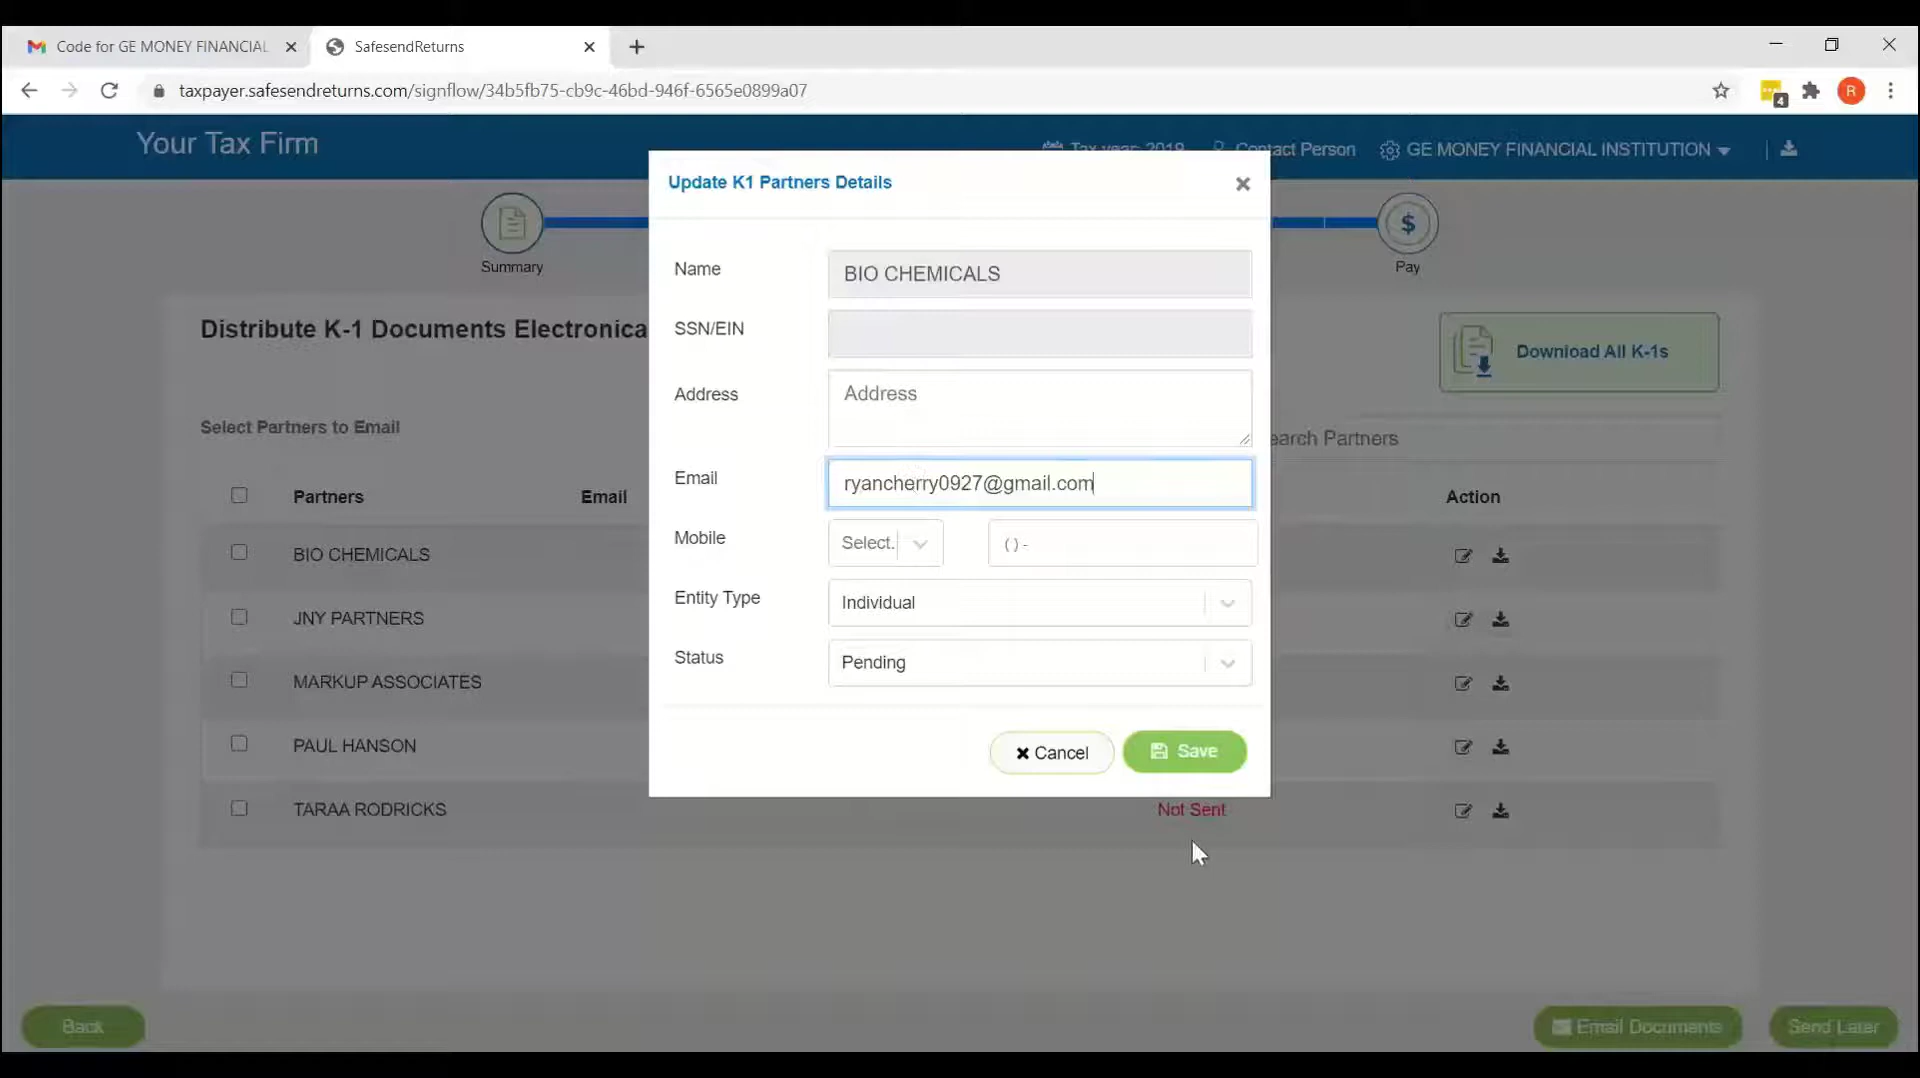 Code for GE MONEY FINANCIAL
SafesendReturns
taxpayer.safesendreturns.com/signflow/34b5fb75-cb9c-46bd-946f-6565e0899a07
4
R
Your Tax Firm
Tax year: 2019
Contact Person
GE MONEY FINANCIAL INSTITUTION
Update K1 Partners Details
Summary
$
Pay
Name
BIO CHEMICALS
SSN/EIN
Distribute K-1 Documents Electronica
Download All K-1s
Address
Address
Select Partners to Email
earch Partners
Email
ryancherry0927@gmail.com
Partners
Email
Action
Mobile
Select.
( ) -
BIO CHEMICALS
Entity Type
Individual
JNY PARTNERS
Status
Pending
MARKUP ASSOCIATES
PAUL HANSON
Cancel
Save
TARAA RODRICKS
Not Sent
Back
Email Documents
Send Later